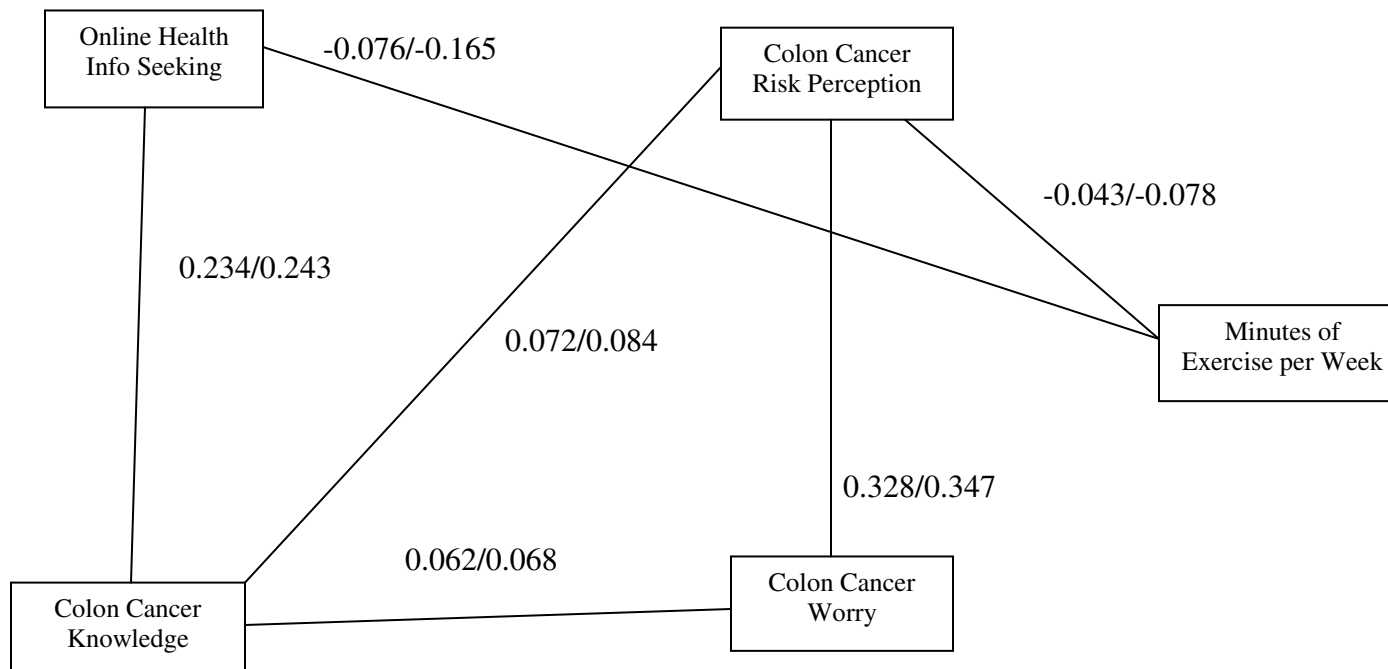 Online Health
Info Seeking
-0.076/-0.165
Colon Cancer
Risk Perception
-0.043/-0.078
0.234/0.243
0.072/0.084
Minutes of
Exercise per Week
0.328/0.347
0.062/0.068
Colon Cancer
Worry
Colon Cancer
Knowledge